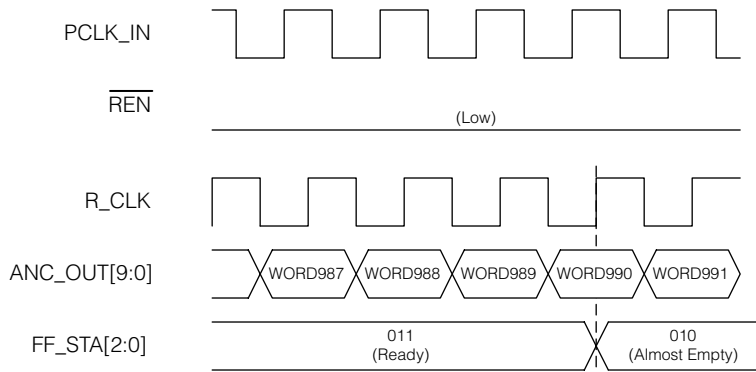 PCLK_IN
REN
(Low)
R_CLK
ANC_OUT[9:0]
WORD987 WORD988 WORD989 WORD990 WORD991
FF_STA[2:0]
011
(Ready)
010
(Almost Empty)